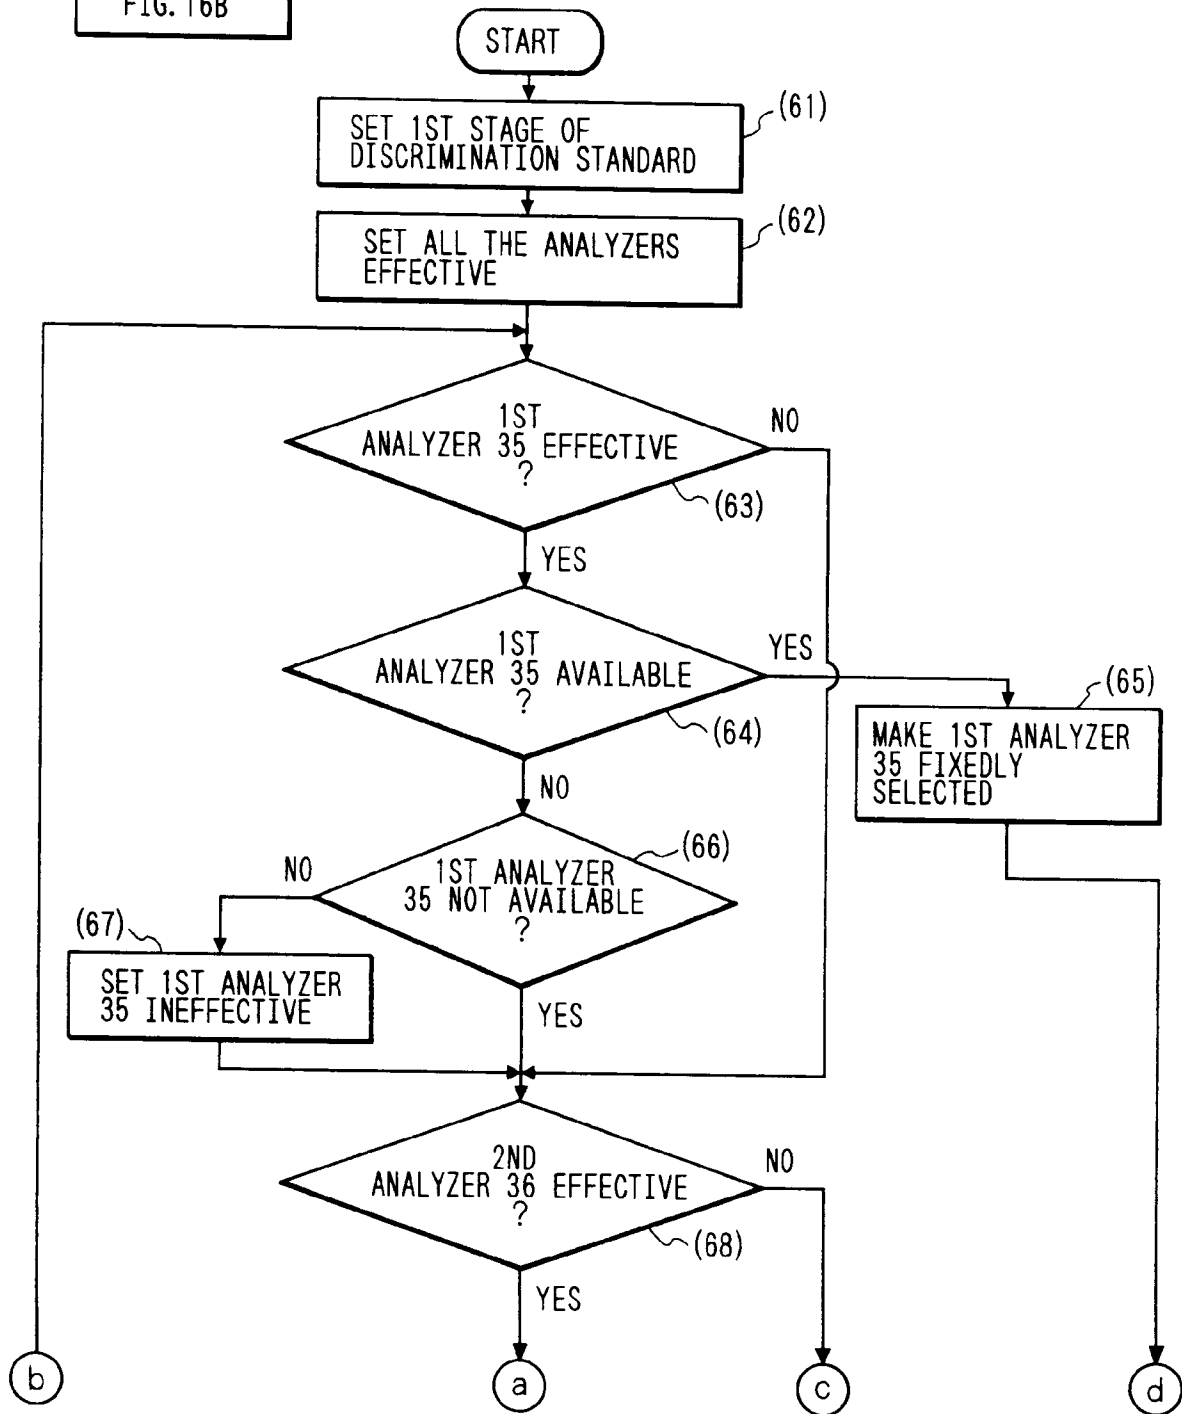 FIG. 16B
START
(61)
SET 1ST STAGE OF
DISCRIMINATION STANDARD
(62)
SET ALL THE ANALYZERS
EFFECTIVE
1ST
ANALYZER 35 EFFECTIVE
?
NO
(63)
YES
1ST
ANALYZER 35 AVAILABLE
?
YES
(64)
(65)
MAKE 1ST ANALYZER
35 FIXEDLY
SELECTED
NO
(66)
1ST ANALYZER
35 NOT AVAILABLE
?
NO
(67)
SET 1ST ANALYZER
35 INEFFECTIVE
YES
2ND
ANALYZER 36 EFFECTIVE
?
NO
(68)
YES
b
a
c
d